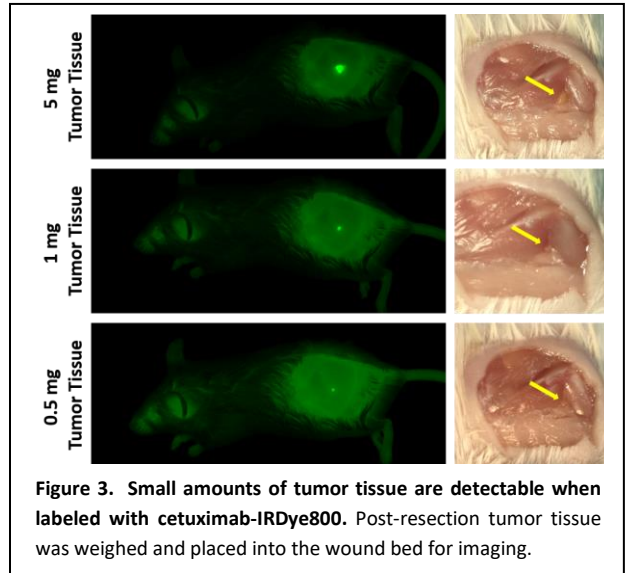 5 mg
Tumor Tissue
1 mg
Tumor Tissue
0.5 mg
Tumor Tissue
Figure 3. Small amounts of tumor tissue are detectable when
labeled with cetuximab-IRDye800. Post-resection tumor tissue
was weighed and placed into the wound bed for imaging.